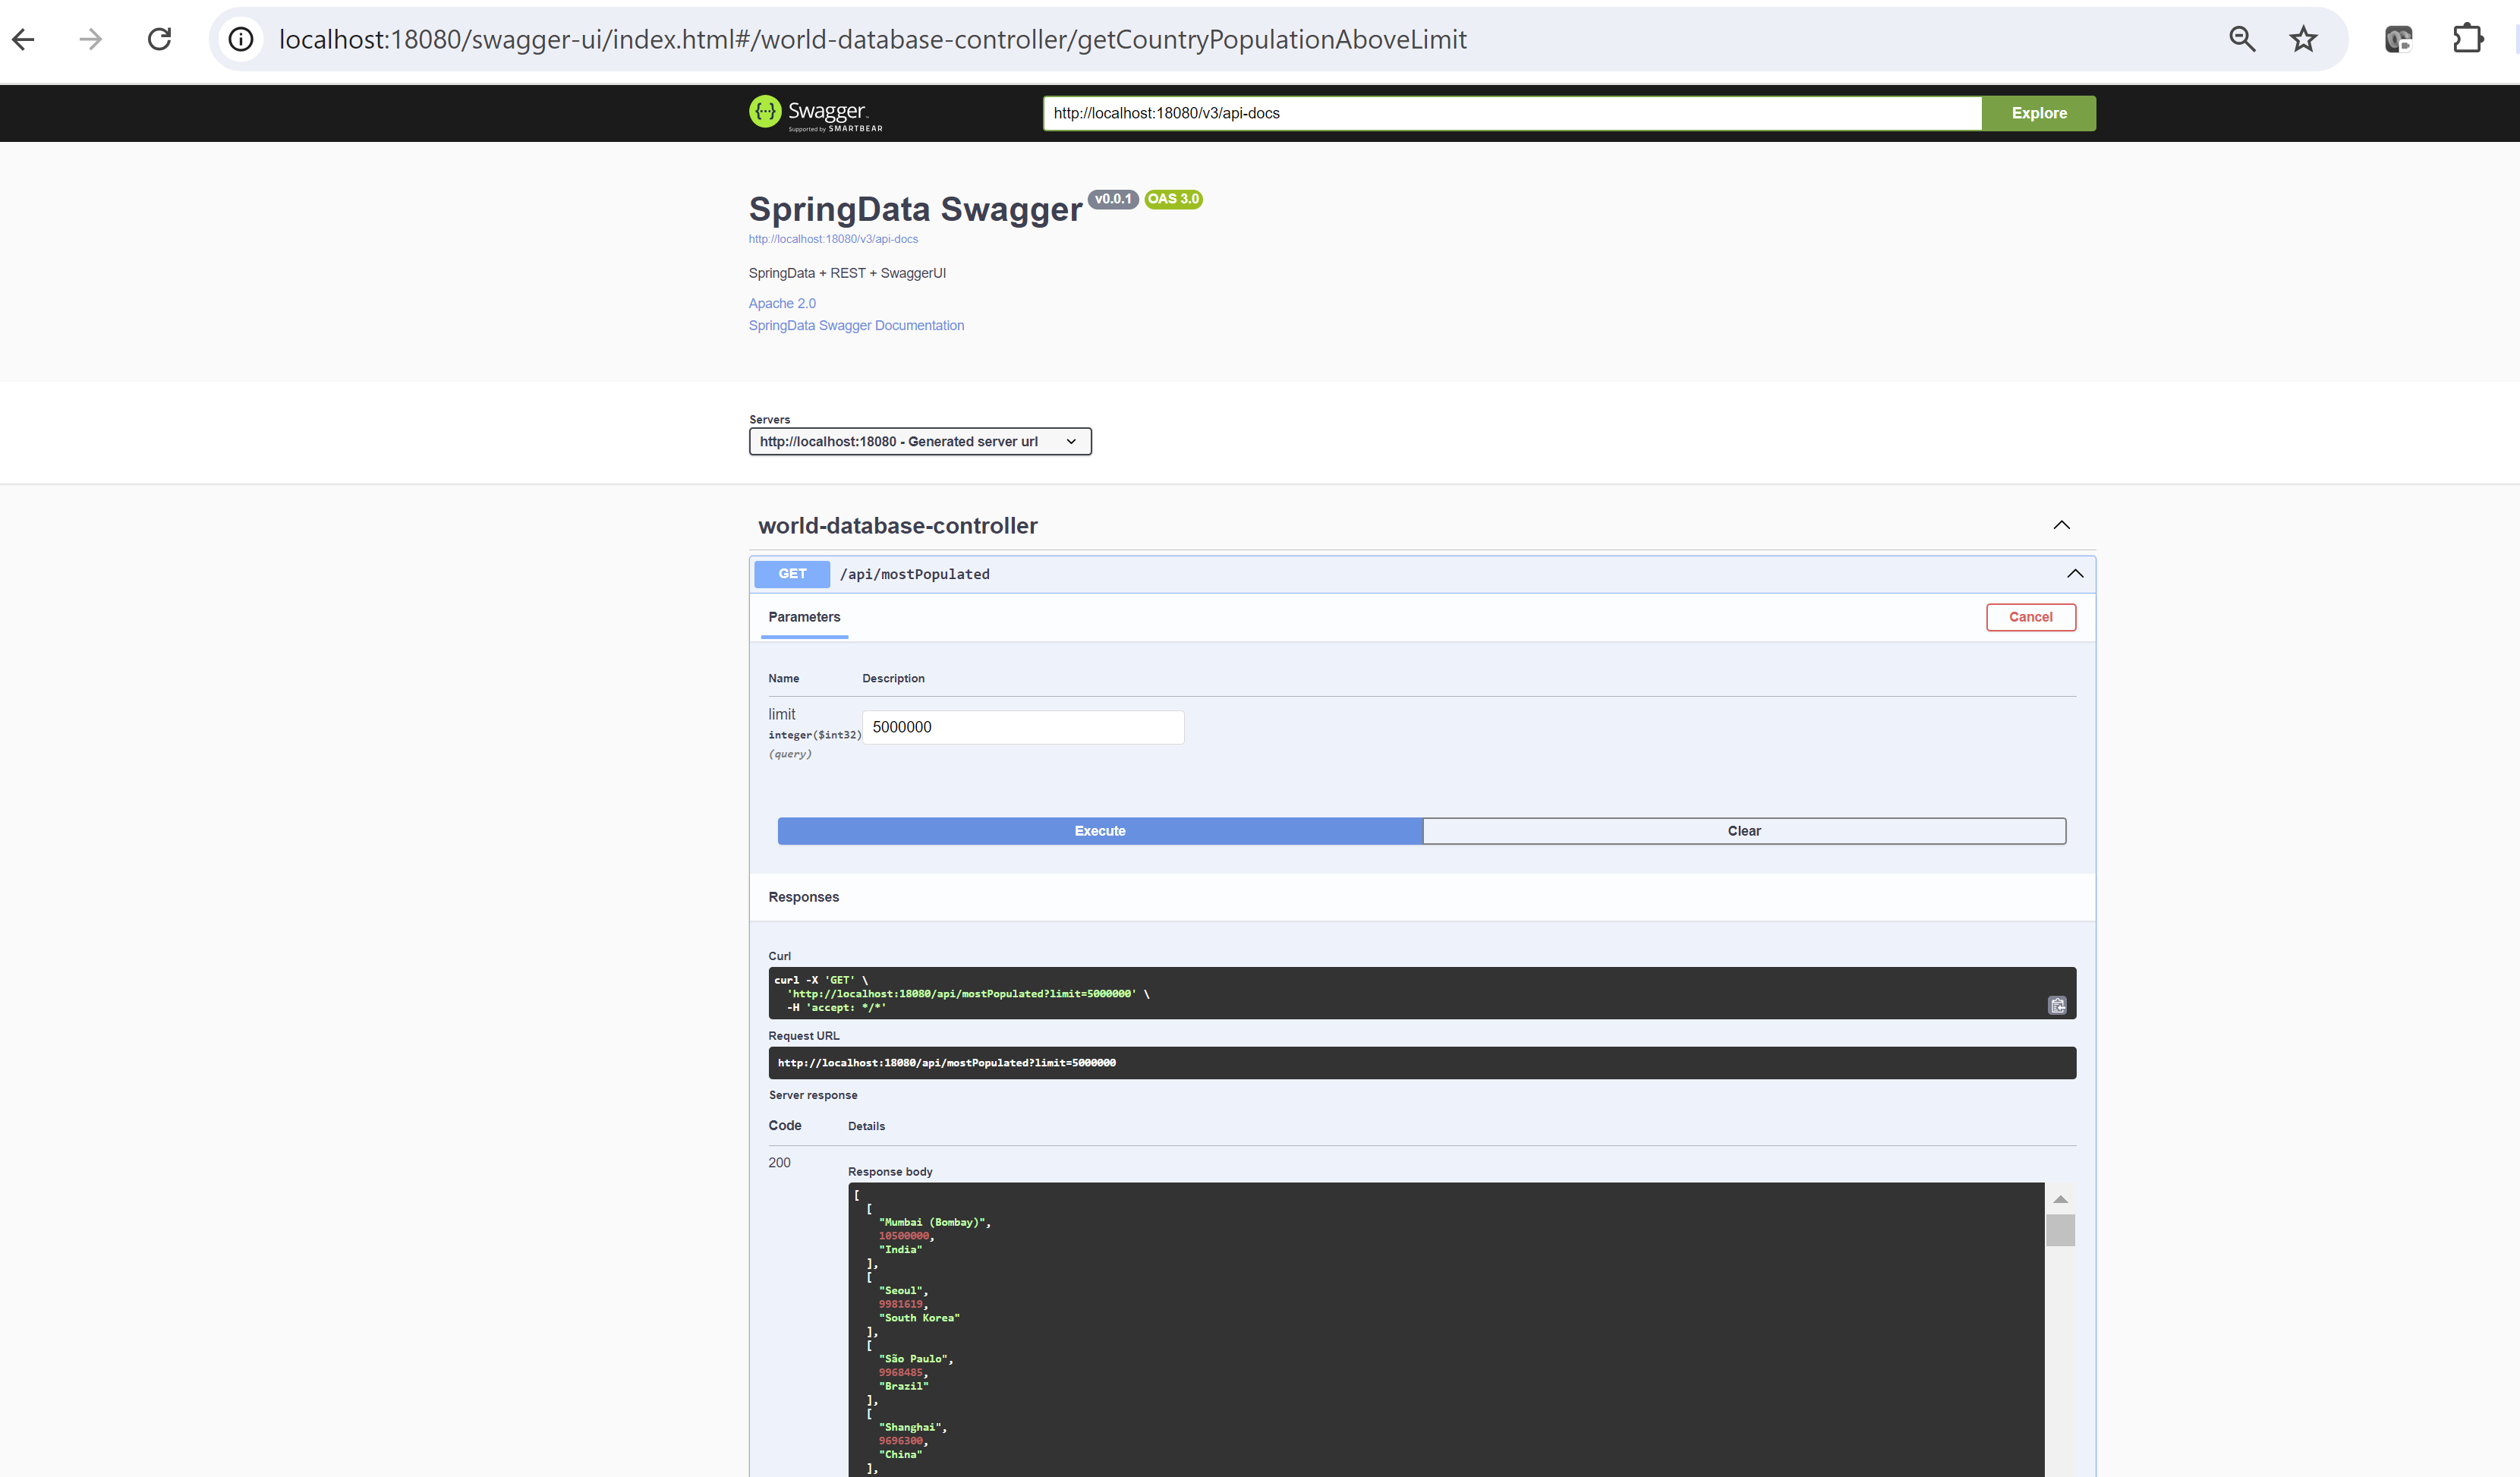 localhost:18080/swagger-ui/index.html#/world-database-controller/getCountryPopulationAboveLimit
Swagger
Supported by SMARTBEAR
http://localhost:18080/v3/api-docs
Explore
SpringData Swagger v0.0.1 OAS 3.0
http://localhost:18080/v3/api-docs
SpringData + REST + SwaggerUI
Apache 2.0
SpringData Swagger Documentation
Servers
http://localhost:18080 - Generated server url
world-database-controller
GET /api/mostPopulated
Parameters
Cancel
Name Description
limit
integer($int32)
(query)
5000000
Execute Clear
Responses
Curl
curl -X 'GET' \
'http://localhost:18080/api/mostPopulated?limit=5000000' \
-H 'accept: */*'
Request URL
http://localhost:18080/api/mostPopulated?limit=5000000
Server response
Code Details
200
Response body
[
[
"Mumbai (Bombay)",
10500000,
"India"
],
[
"Seoul",
9981619,
"South Korea"
],
[
"São Paulo",
9968485,
"Brazil"
],
[
"Shanghai",
9696300,
"China"
],